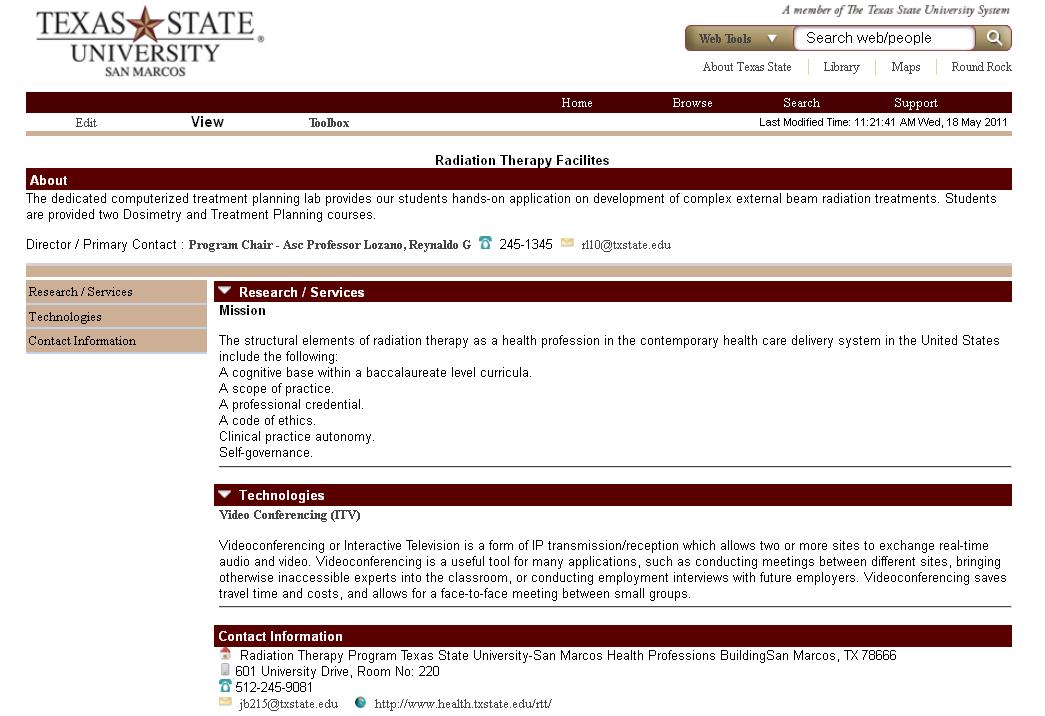 A member of The Texas State University System
TEXAS STATE
UNIVERSITY®
SAN MARCOS
Web Tools Search web/people
About Texas State Library Maps Round Rock
Home Browse Search Support
Edit View Toolbox Last Modified Time: 11:21:41 AM Wed, 18 May 2011
Radiation Therapy Facilites
About
The dedicated computerized treatment planning lab provides our students hands-on application on development of complex external beam radiation treatments. Students
are provided two Dosimetry and Treatment Planning courses.
Director / Primary Contact : Program Chair - Asc Professor Lozano, Reynaldo G 245-1345 rl10@txstate.edu
Research / Services
Technologies
Contact Information
Research / Services
Mission
The structural elements of radiation therapy as a health profession in the contemporary health care delivery system in the United States
include the following:
A cognitive base within a baccalaureate level curricula.
A scope of practice.
A professional credential.
A code of ethics.
Clinical practice autonomy.
Self-governance.
Technologies
Video Conferencing (ITV)
Videoconferencing or Interactive Television is a form of IP transmission/reception which allows two or more sites to exchange real-time
audio and video. Videoconferencing is a useful tool for many applications, such as conducting meetings between different sites, bringing
otherwise inaccessible experts into the classroom, or conducting employment interviews with future employers. Videoconferencing saves
travel time and costs, and allows for a face-to-face meeting between small groups.
Contact Information
Radiation Therapy Program Texas State University-San Marcos Health Professions BuildingSan Marcos, TX 78666
601 University Drive, Room No: 220
512-245-9081
jb215@txstate.edu http://www.health.txstate.edu/rtt/